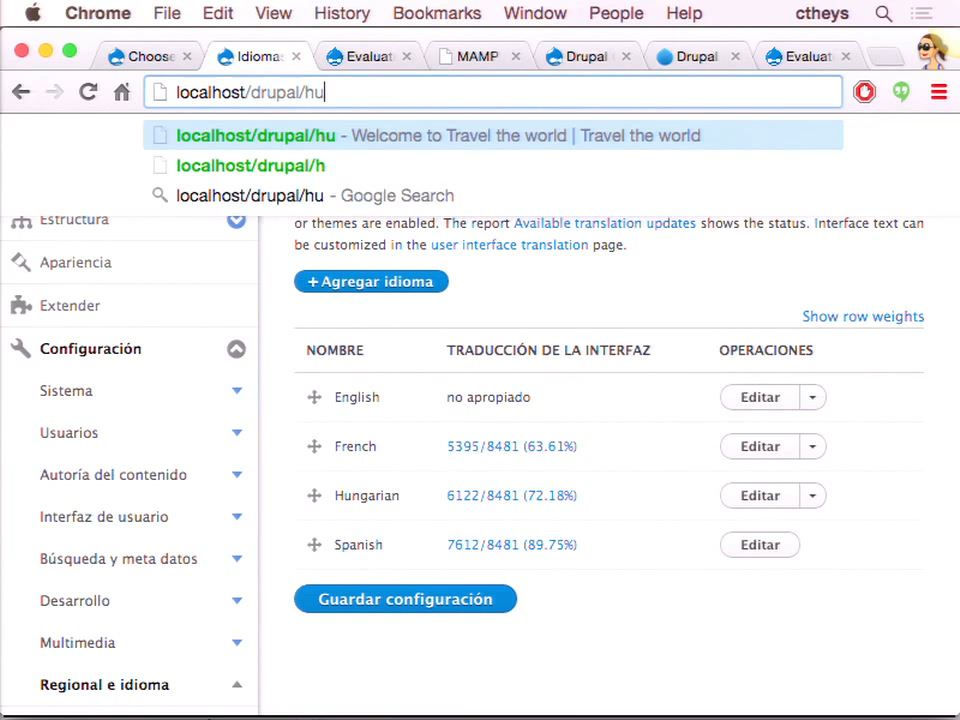 Chrome File Edit View History Bookmarks Window People Help ctheys
Choose Idiomas Evaluat MAMP Drupal Drupal Evaluat
localhost/drupal/hu
localhost/drupal/hu - Welcome to Travel the world | Travel the world
localhost/drupal/h
localhost/drupal/hu - Google Search
or themes are enabled. The report Available translation updates shows the status. Interface text can
be customized in the user interface translation page.
+ Agregar idioma
Show row weights
NOMBRE TRADUCCIÓN DE LA INTERFAZ OPERACIONES
English no apropiado Editar
French 5395/8481 (63.61%) Editar
Hungarian 6122/8481 (72.18%) Editar
Spanish 7612/8481 (89.75%) Editar
Guardar configuración
Estructura
Apariencia
Extender
Configuración
Sistema
Usuarios
Autoría del contenido
Interfaz de usuario
Búsqueda y meta datos
Desarrollo
Multimedia
Regional e idioma